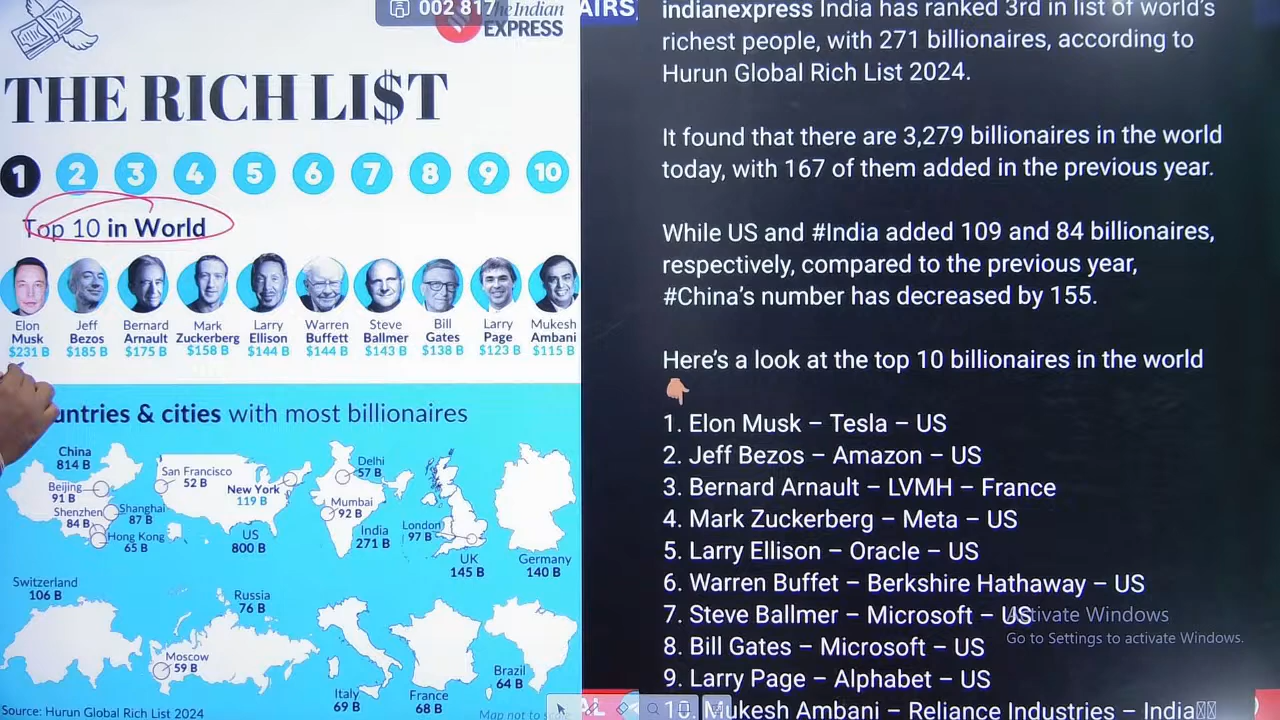 002 817
The Indian
EXPRESS
THE RICH LI$T
1 2 3 4 5 6 7 8 9 10
Top 10 in World
Elon Musk $231 B
Jeff Bezos $185 B
Bernard Arnault $175 B
Mark Zuckerberg $158 B
Larry Ellison $144 B
Warren Buffett $144 B
Steve Ballmer $143 B
Bill Gates $138 B
Larry Page $123 B
Mukesh Ambani $115 B
untries & cities with most billionaires
China
814 B
Beijing
91 B
Shenzhen
84 B
Shanghai
87 B
Hong Kong
65 B
San Francisco
52 B
New York
119 B
US
800 B
Delhi
57 B
Mumbai
92 B
India
271 B
London
97 B
UK
145 B
Germany
140 B
Switzerland
106 B
Russia
76 B
Moscow
59 B
Italy
69 B
France
68 B
Brazil
64 B
Source: Hurun Global Rich List 2024
Map not to
AIRS
indianexpress India has ranked 3rd in list of world's
richest people, with 271 billionaires, according to
Hurun Global Rich List 2024.
It found that there are 3,279 billionaires in the world
today, with 167 of them added in the previous year.
While US and #India added 109 and 84 billionaires,
respectively, compared to the previous year,
#China's number has decreased by 155.
Here's a look at the top 10 billionaires in the world
1. Elon Musk – Tesla – US
2. Jeff Bezos – Amazon – US
3. Bernard Arnault – LVMH – France
4. Mark Zuckerberg – Meta – US
5. Larry Ellison – Oracle – US
6. Warren Buffet – Berkshire Hathaway – US
7. Steve Ballmer – Microsoft – US
8. Bill Gates – Microsoft – US
9. Larry Page – Alphabet – US
10. Mukesh Ambani – Reliance Industries – India
Activate Windows
Go to Settings to activate Windows.